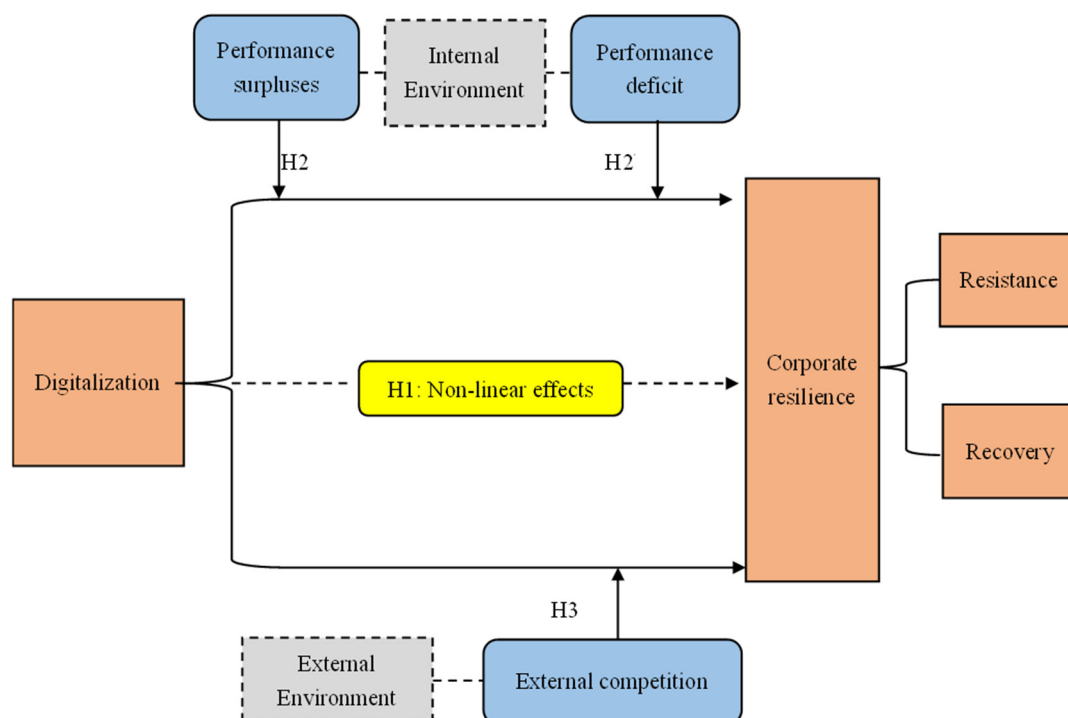 Performance
surpluses
Internal
Environment
Performance
deficit
H2
H2
Digitalization
H1: Non-linear effects
Corporate
resilience
Resistance
Recovery
H3
External
Environment
External competition